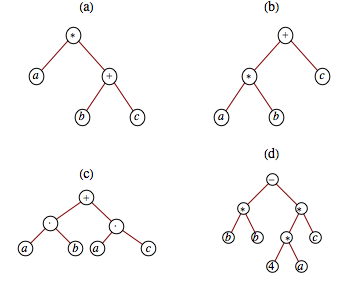 (a) (b)
* +
a + * c
b c a b
(c) (d)
−
+ * *
· · b b * c
a b a c 4 a